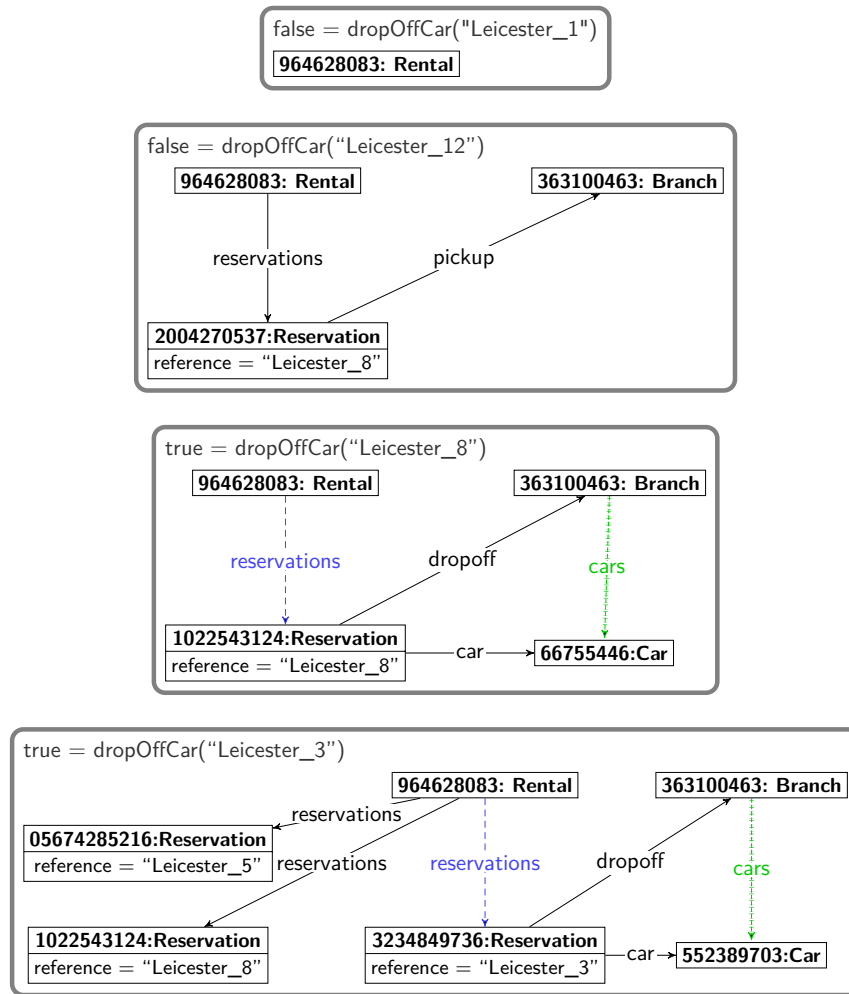 false = dropOffCar("Leicester_1")
964628083: Rental
false = dropOffCar(“Leicester_12”)
964628083: Rental
363100463: Branch
reservations
pickup
2004270537:Reservation
reference = “Leicester_8”
true = dropOffCar(“Leicester_8”)
964628083: Rental
363100463: Branch
reservations
dropoff
cars
1022543124:Reservation
reference = “Leicester_8”
car
66755446:Car
true = dropOffCar(“Leicester_3”)
964628083: Rental
363100463: Branch
reservations
05674285216:Reservation
reference = “Leicester_5”
reservations
reservations
dropoff
cars
1022543124:Reservation
reference = “Leicester_8”
3234849736:Reservation
reference = “Leicester_3”
car
552389703:Car